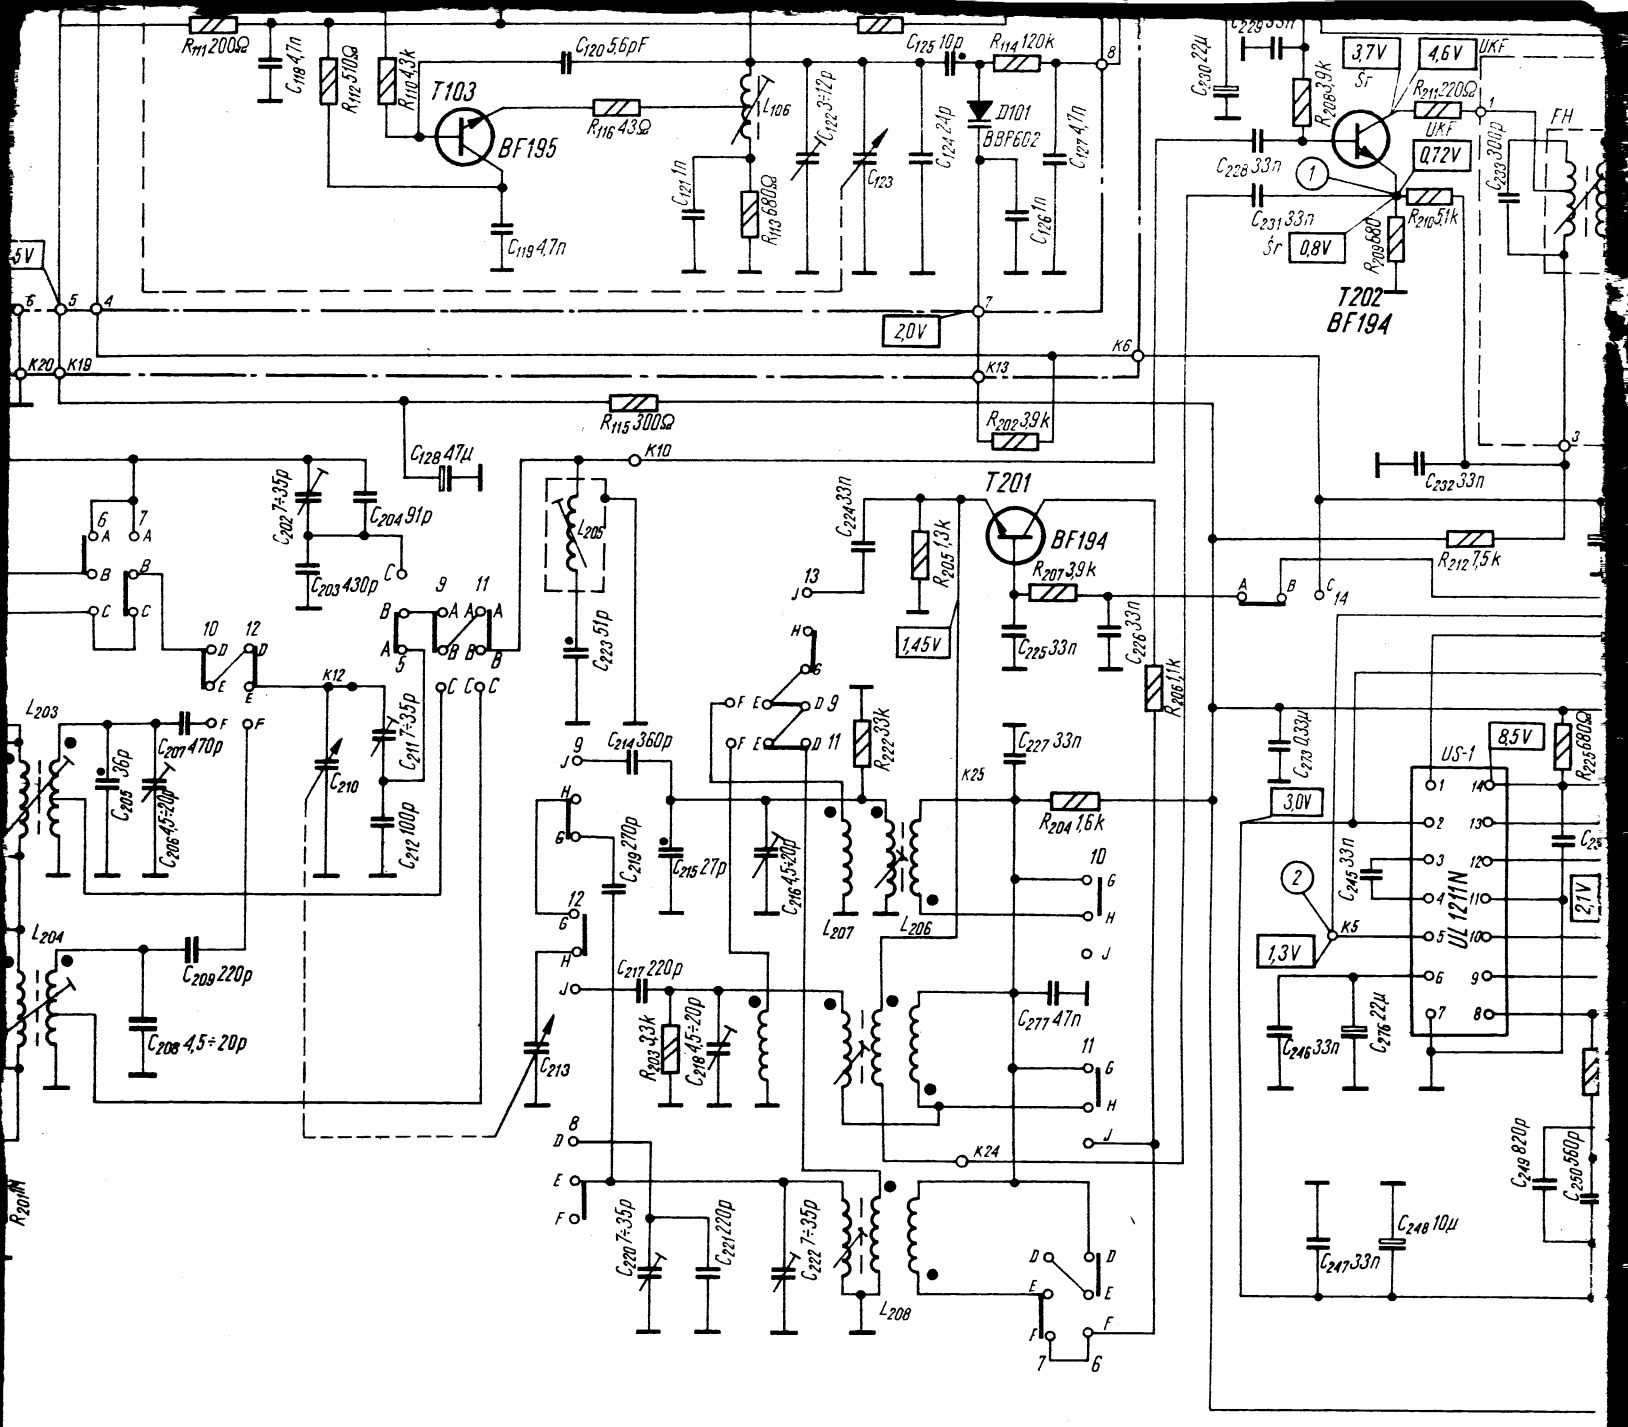 R111 200Ω
C118 4,7n
R112 510Ω
R110 4,3k
T103
BF195
C120 5,6pF
R116 43Ω
L106
C122 3÷12p
C123
C125 10p
R114 120k
8
D101
BBP602
C124 24p
C127 4,7n
C121 1n
R113 680Ω
C126 1n
C119 4,7n
C229 33n
C230 22µ
R208 3,9k
3,7V
Śr
4,6V
UKF
R211 220Ω
1
FH
UKF
0,72V
C228 33n
1
C233 300p
C231 33n
Śr
0,8V
R210 5,1k
R209 680
T202
BF194
5V
6
5
4
7
2,0V
K20
K19
K6
K13
R115 300Ω
R202 3,9k
3
C128 47µ
K10
C232 33n
C202 7÷35p
C204 91p
C203 430p
6
7
A
A
B
B
C
C
C
L205
T201
BF194
C224 33n
R205 1,3k
R207 3,9k
R212 7,5k
13
J
H
G
A
B
C
14
9
11
B
A
A
A
A
B
B
B
5
C
C
10
12
D
D
E
E
F
F
K12
C223 51p
1,45V
C225 33n
C226 33n
R206 1,1k
L203
C205 36p
C206 4,5÷20p
C207 470p
C210
C211 7÷35p
C212 100p
C214 360p
F
E
D
9
F
E
D
11
R222 33k
C227 33n
K25
R204 1,6k
C273 0,33µ
8,5V
US-1
R225 680Ω
3,0V
9
J
H
G
C219 270p
C215 27p
C216 4,5÷20p
L207
L206
10
G
H
J
C245 33n
2
K5
1,3V
UL1211N
1
2
3
4
5
6
7
14
13
12
11
10
9
8
2,1V
L204
C209 220p
C208 4,5÷20p
12
G
H
J
C213
C217 220p
R203 3,3k
C218 4,5÷20p
C277 47n
11
G
H
J
C246 33n
C276 22µ
8
D
E
F
K24
C249 820p
C250 560p
R201
C220 7÷35p
C221 220p
C222 7÷35p
L208
D
D
E
E
F
F
7
6
C247 33n
C248 10µ